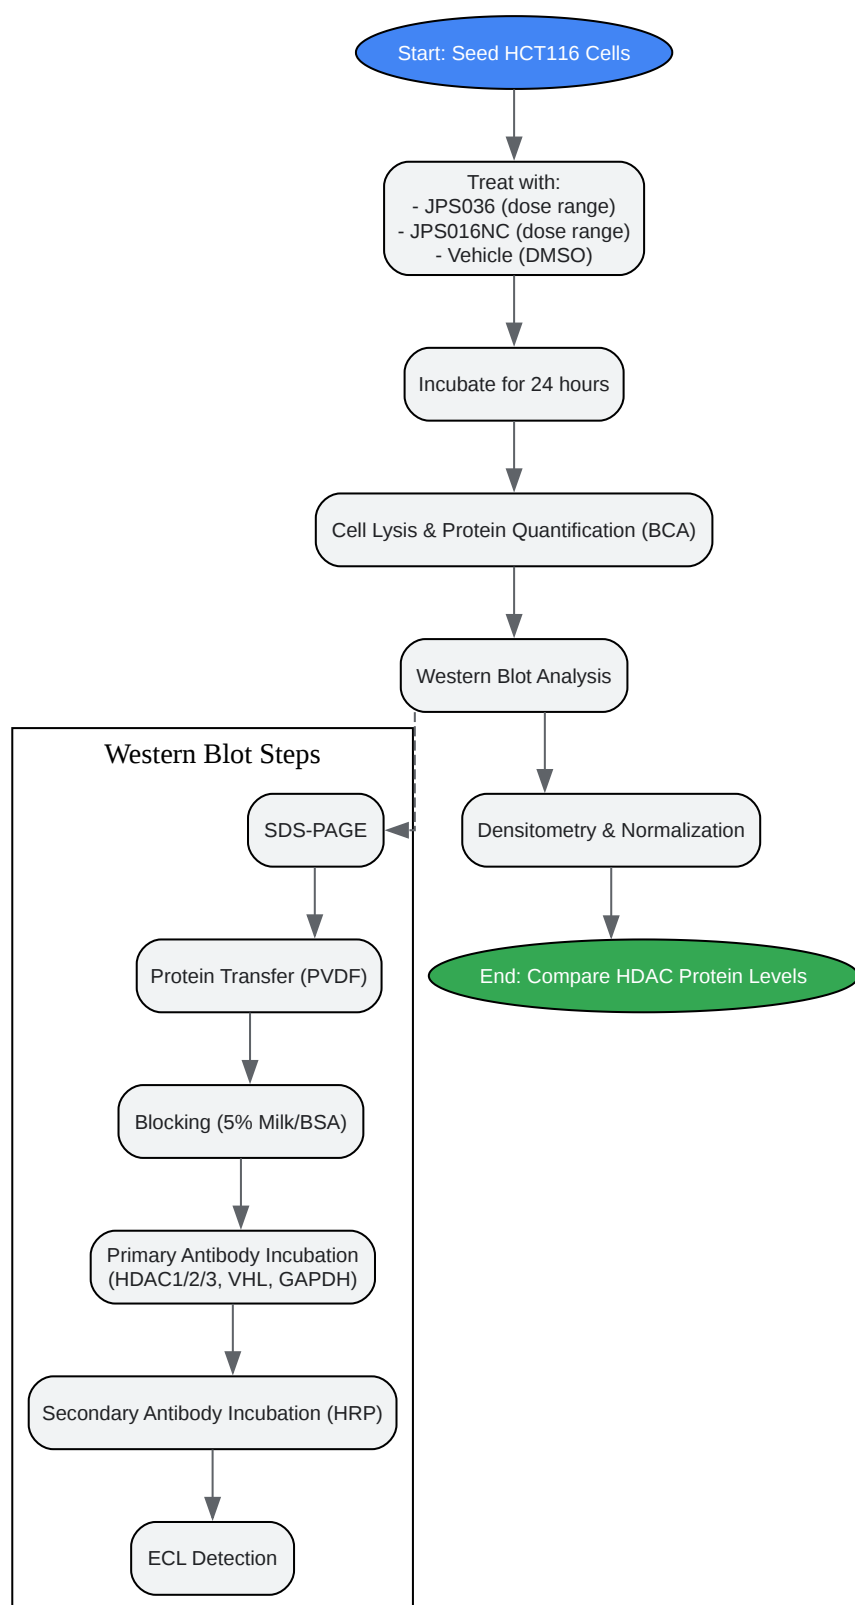 Start: Seed HCT116 Cells
Treat with:
- JPS036 (dose range)
- JPS016NC (dose range)
- Vehicle (DMSO)
Incubate for 24 hours
Cell Lysis & Protein Quantification (BCA)
Western Blot Analysis
Western Blot Steps
SDS-PAGE
Densitometry & Normalization
Protein Transfer (PVDF)
End: Compare HDAC Protein Levels
Blocking (5% Milk/BSA)
Primary Antibody Incubation
(HDAC1/2/3, VHL, GAPDH)
Secondary Antibody Incubation (HRP)
ECL Detection